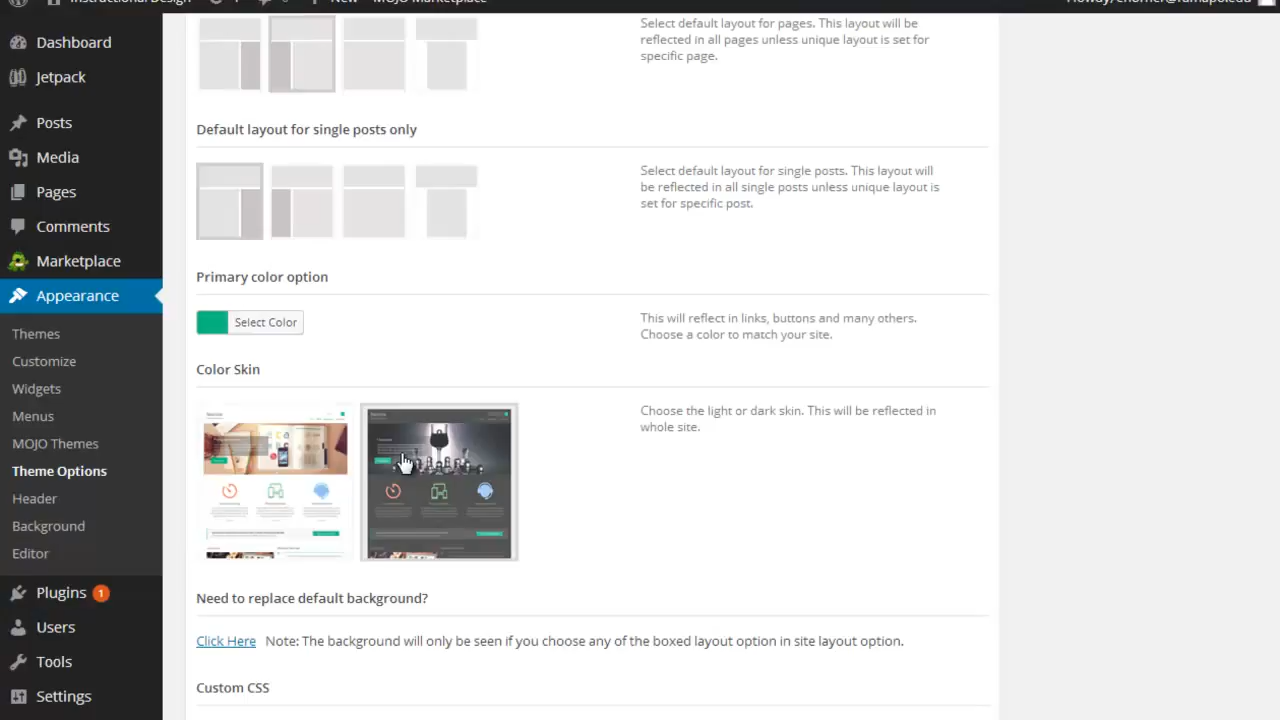 Instructional Design
New
MOJO Marketplace
Dashboard
Jetpack
Posts
Media
Pages
Comments
Marketplace
Appearance
Themes
Customize
Widgets
Menus
MOJO Themes
Theme Options
Header
Background
Editor
Plugins 1
Users
Tools
Settings
Select default layout for pages. This layout will be
reflected in all pages unless unique layout is set for
specific page.
Default layout for single posts only
Select default layout for single posts. This layout will
be reflected in all single posts unless unique layout is
set for specific post.
Primary color option
Select Color
This will reflect in links, buttons and many others.
Choose a color to match your site.
Color Skin
Choose the light or dark skin. This will be reflected in
whole site.
Need to replace default background?
Click Here Note: The background will only be seen if you choose any of the boxed layout option in site layout option.
Custom CSS